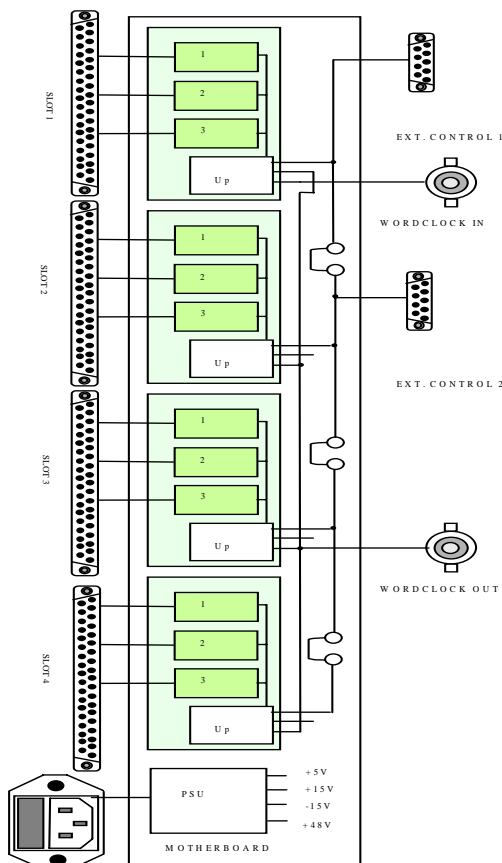 SLOT 1
1
2
3
Up
EXT. CONTROL 1
WORDCLOCK IN
SLOT 2
1
2
3
Up
EXT. CONTROL 2
SLOT 3
1
2
3
Up
WORDCLOCK OUT
SLOT 4
1
2
3
Up
PSU
+5V
+15V
-15V
+48V
MOTHERBOARD